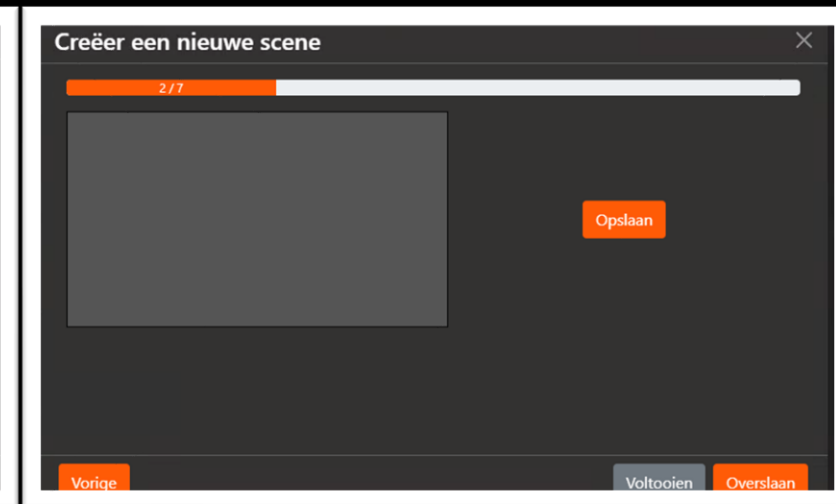 Creëer een nieuwe scene
2 / 7
Opslaan
Vorige
Voltooien
Overslaan